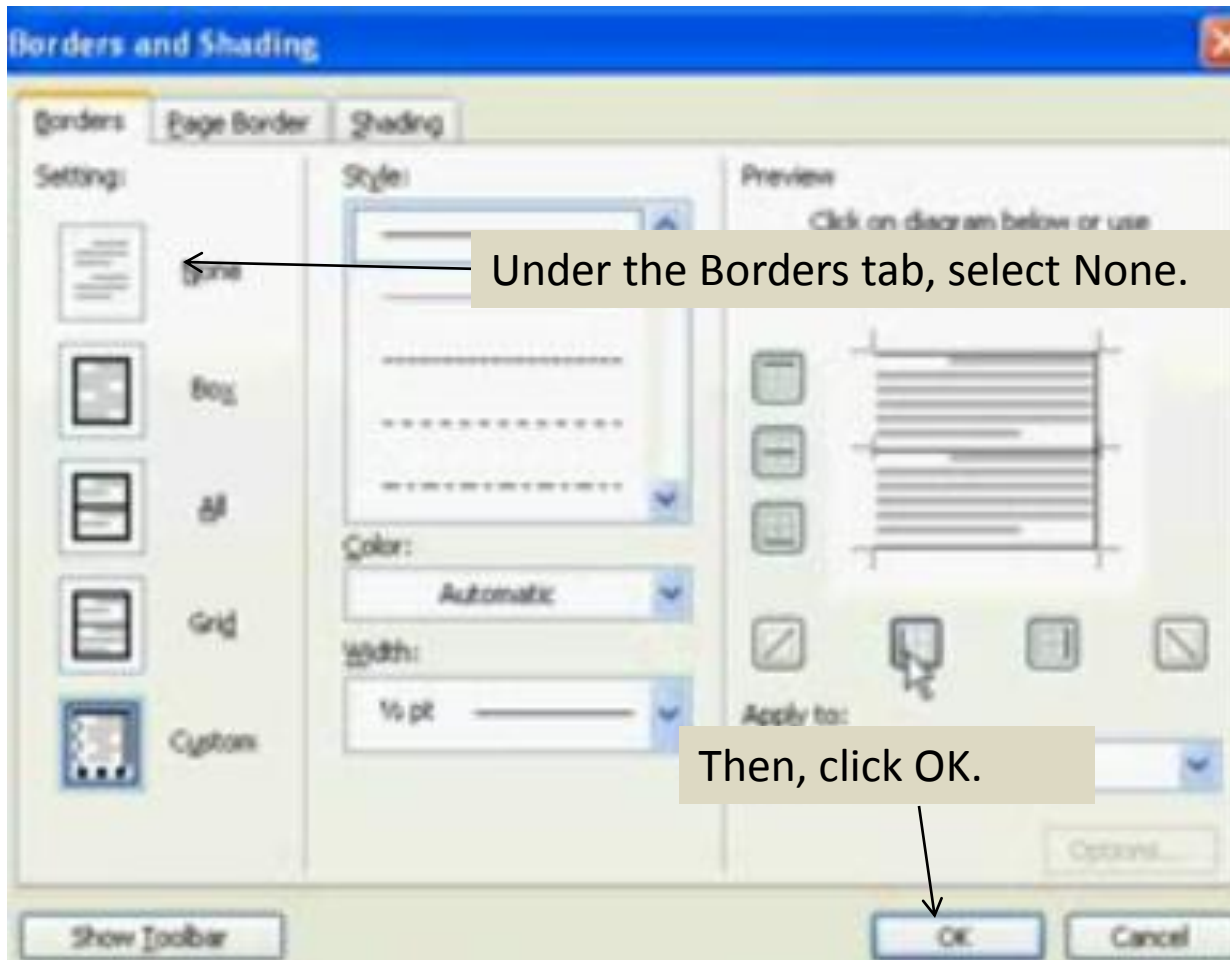 Borders and Shading
Borders Page Border Shading
Setting:
None
Box
All
Grid
Custom
Style:
Color:
Automatic
Width:
½ pt
Preview
Click on diagram below or use
Under the Borders tab, select None.
Apply to:
Then, click OK.
Options...
Show Toolbar
OK
Cancel